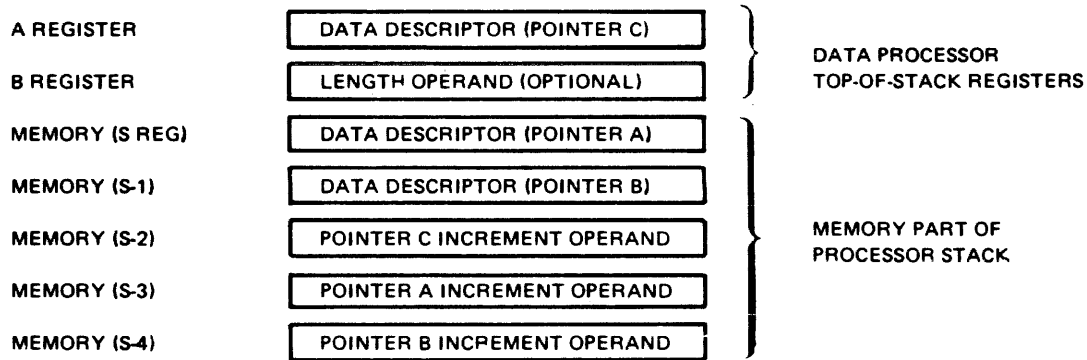 A REGISTER DATA DESCRIPTOR (POINTER C)
B REGISTER LENGTH OPERAND (OPTIONAL)
DATA PROCESSOR
TOP-OF-STACK REGISTERS
MEMORY (S REG) DATA DESCRIPTOR (POINTER A)
MEMORY (S-1) DATA DESCRIPTOR (POINTER B)
MEMORY (S-2) POINTER C INCREMENT OPERAND
MEMORY PART OF
PROCESSOR STACK
MEMORY (S-3) POINTER A INCREMENT OPERAND
MEMORY (S-4) POINTER B INCREMENT OPERAND